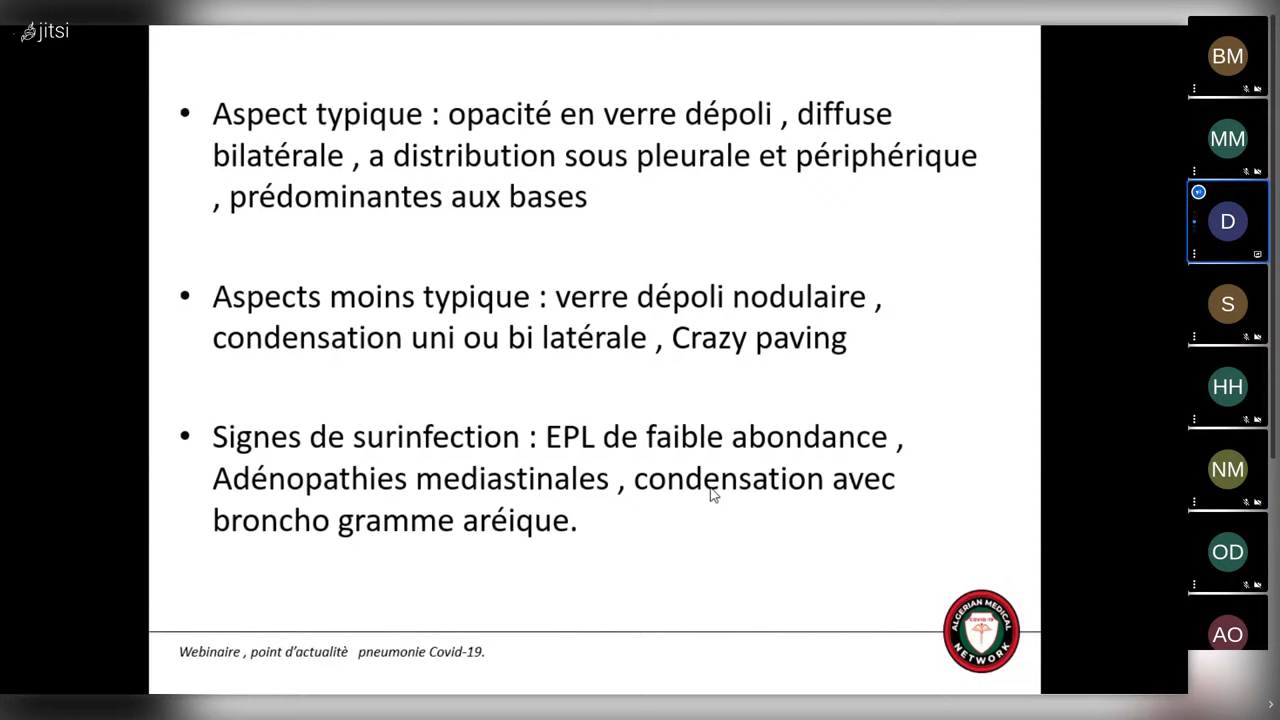 jitsi
• Aspect typique : opacité en verre dépoli , diffuse
bilatérale , a distribution sous pleurale et périphérique
, prédominantes aux bases
• Aspects moins typique : verre dépoli nodulaire ,
condensation uni ou bi latérale , Crazy paving
• Signes de surinfection : EPL de faible abondance ,
Adénopathies mediastinales , condensation avec
broncho gramme aréique.
Webinaire , point d'actualitè pneumonie Covid-19.
ALGERIAN MEDICAL
COVID-19
NETWORK
BM
MM
D
S
HH
NM
OD
AO